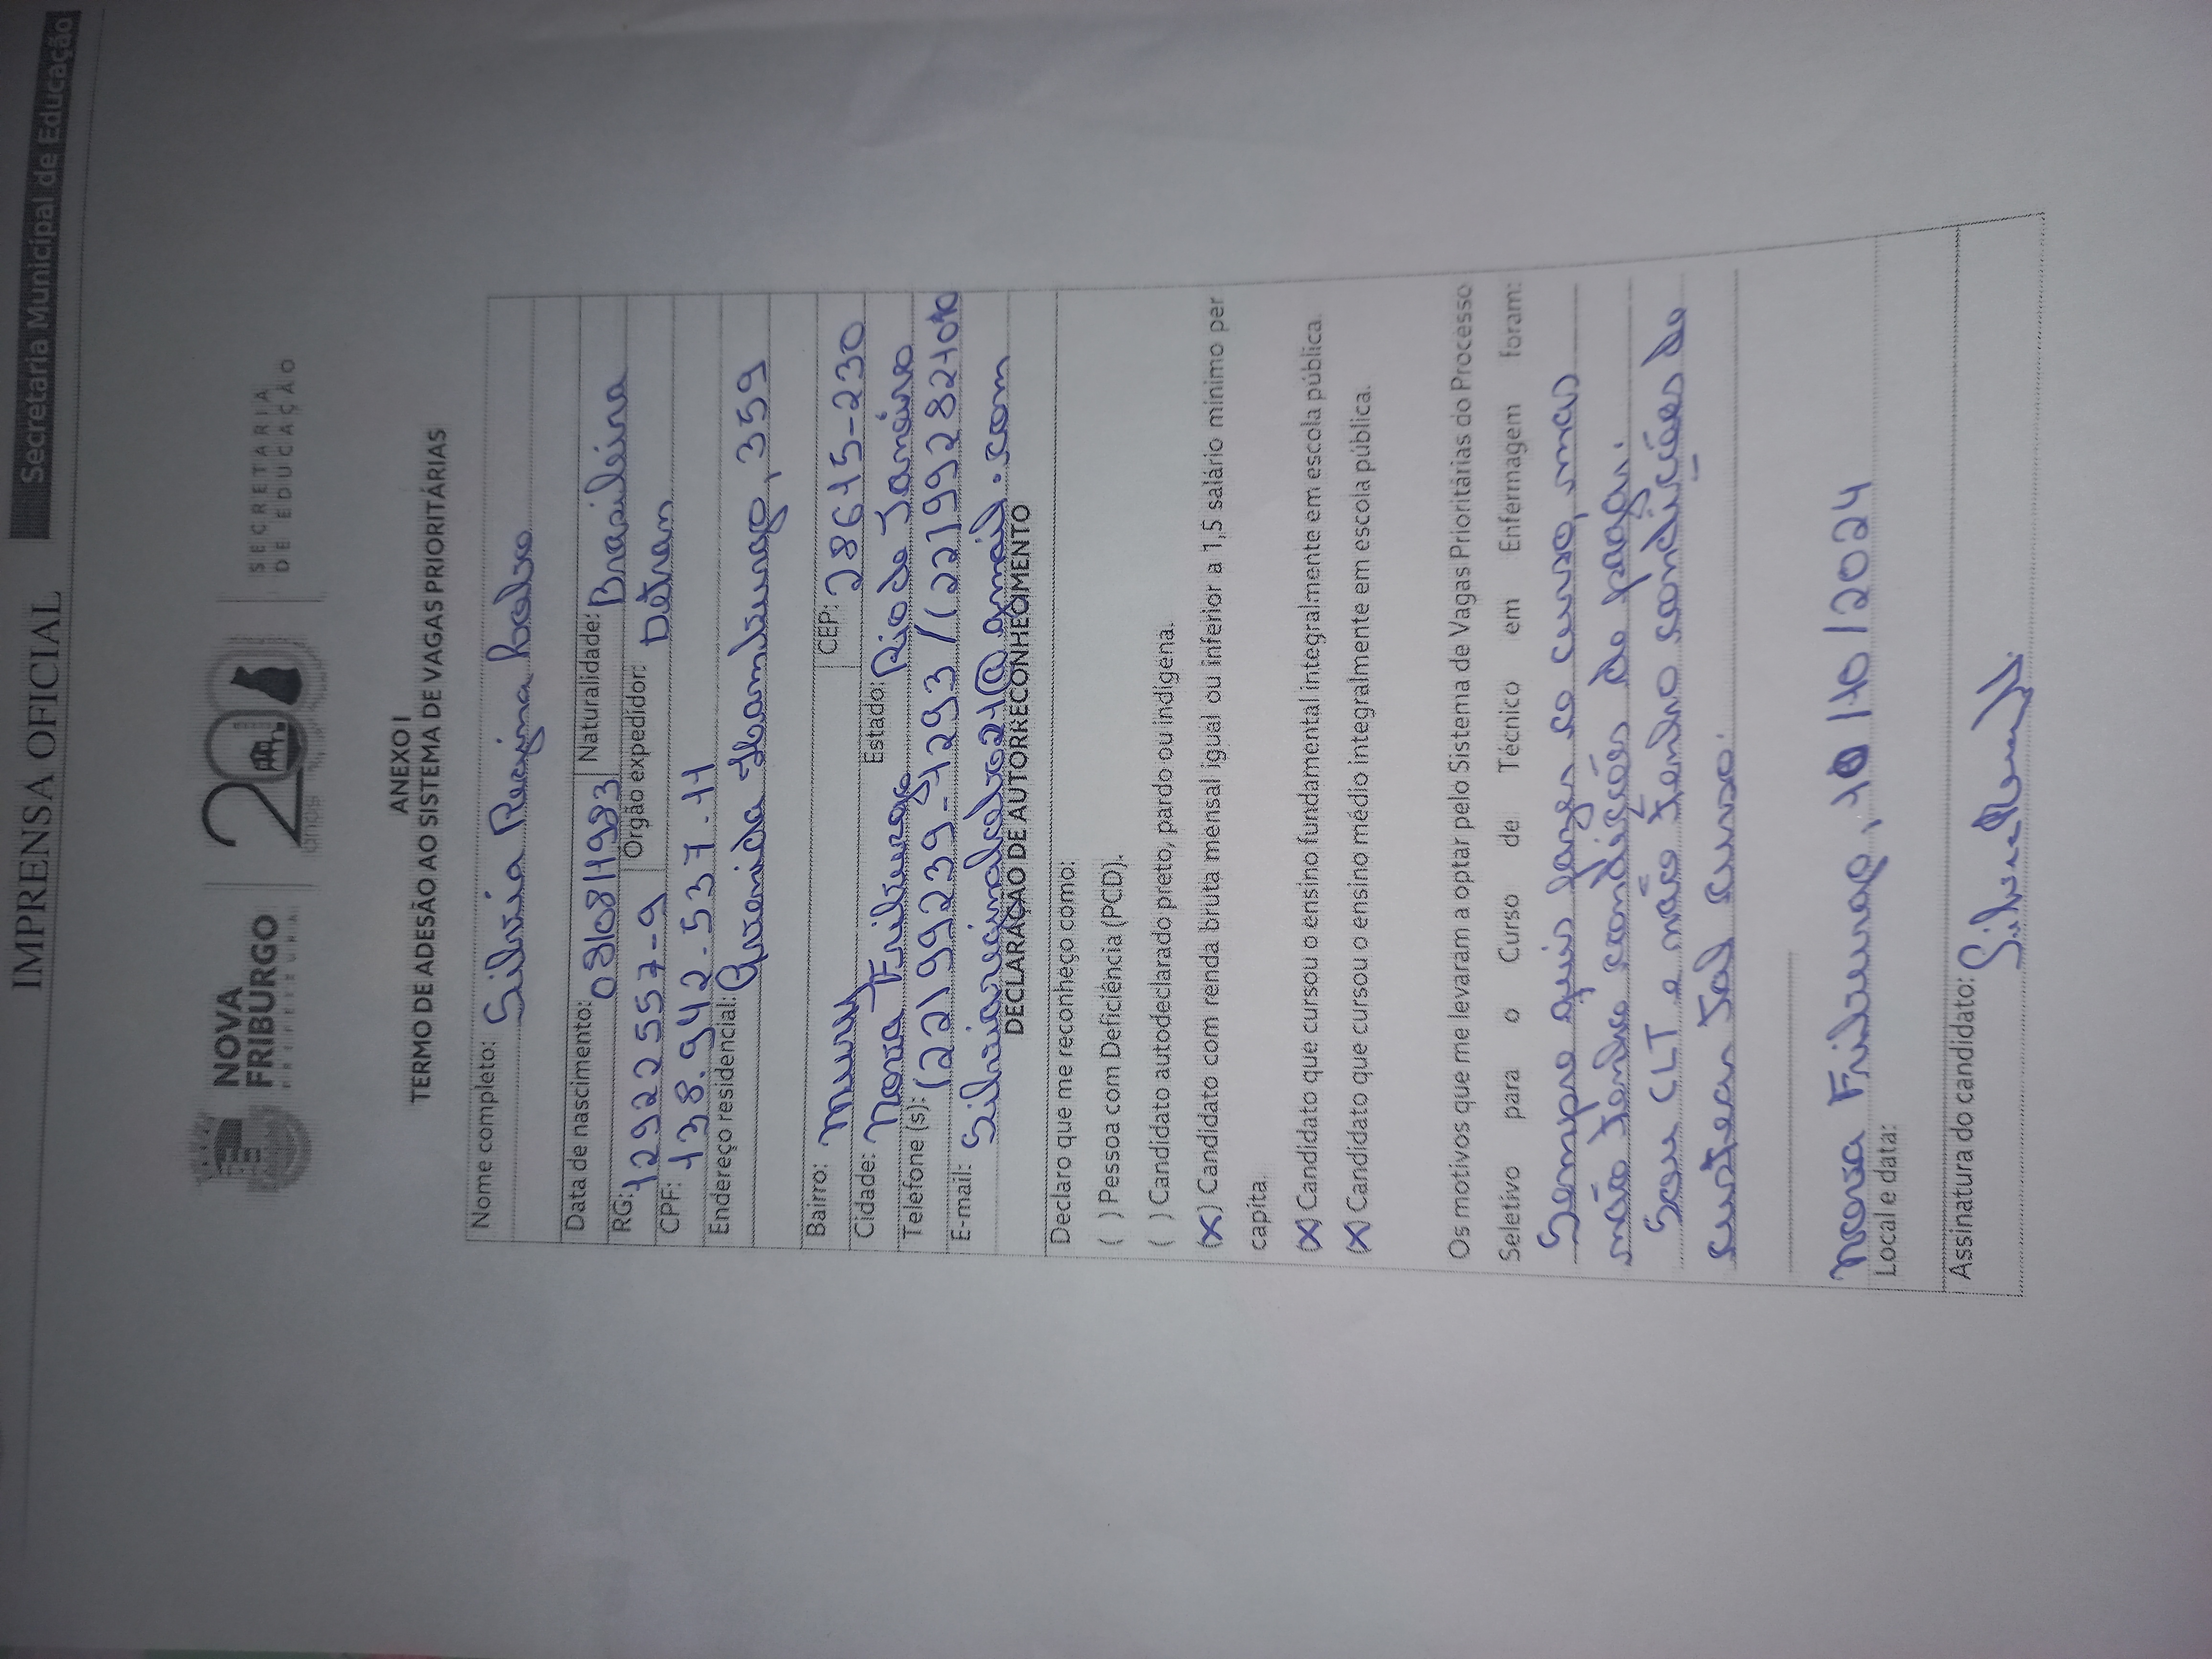 IMPRENSA OFICIAL
Secretaria Municipal de Educação
NOVA
FRIBURGO
PREFEITURA
200
anos
SECRETARIA
DE EDUCAÇÃO
ANEXO I
TERMO DE ADESÃO AO SISTEMA DE VAGAS PRIORITÁRIAS
Nome completo: Silvia Regina
Data de nascimento: 08/08/1983 Naturalidade: Brasileira
RG: 12922557-9 Órgão expedidor: Detran
CPF: 138.942.537.11
Endereço residencial: Avenida Hamburgo, 359
Bairro: Mury CEP: 28615-230
Cidade: Nova Friburgo Estado: Rio de Janeiro
Telefone (s): (22) 99239-1293 / (22)
E-mail:
DECLARAÇÃO DE AUTORRECONHECIMENTO
Declaro que me reconheço como:
( ) Pessoa com Deficiência (PCD).
( ) Candidato autodeclarado preto, pardo ou indígena.
(X) Candidato com renda bruta mensal igual ou inferior a 1,5 salário mínimo per
capita.
(X) Candidato que cursou o ensino fundamental integralmente em escola pública.
(X) Candidato que cursou o ensino médio integralmente em escola pública.
Os motivos que me levaram a optar pelo Sistema de Vagas Prioritárias do Processo
Seletivo para o Curso de Técnico em Enfermagem foram:
Sempre quis fazer o curso, mas
não tenho condições de pagar.
Sou CLT e não tenho condições de
custear tal curso.
Nova Friburgo, 10/10/2024
Local e data:
Assinatura do candidato: